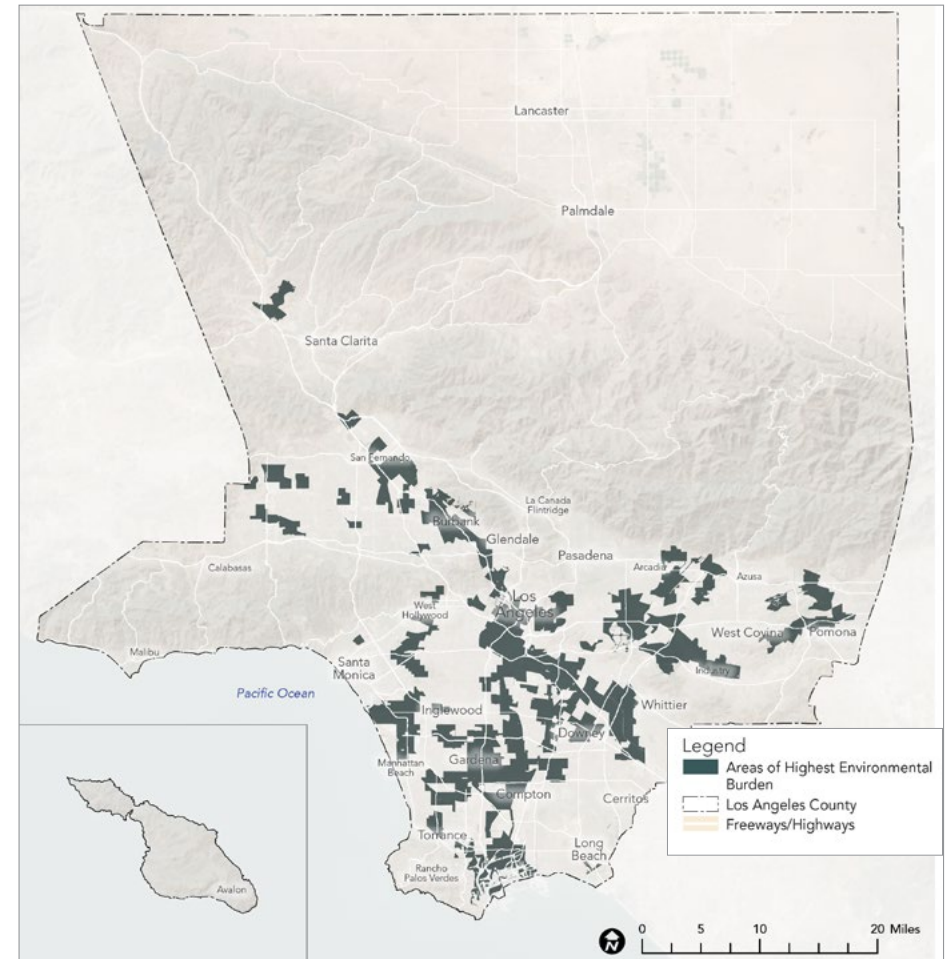 Lancaster
Palmdale
Santa Clarita
San Fernando
La Canada
Flintridge
Burbank
Glendale
Pasadena
Arcadia
Azusa
Calabasas
Los
Angeles
West
Hollywood
West Covina
Pomona
Malibu
Santa
Monica
Industry
Pacific Ocean
Inglewood
Whittier
Downey
Manhattan
Beach
Gardena
Compton
Cerritos
Torrance
Long
Beach
Rancho
Palos Verdes
Avalon
Legend
Areas of Highest Environmental
Burden
Los Angeles County
Freeways/Highways
N
0 5 10 20 Miles